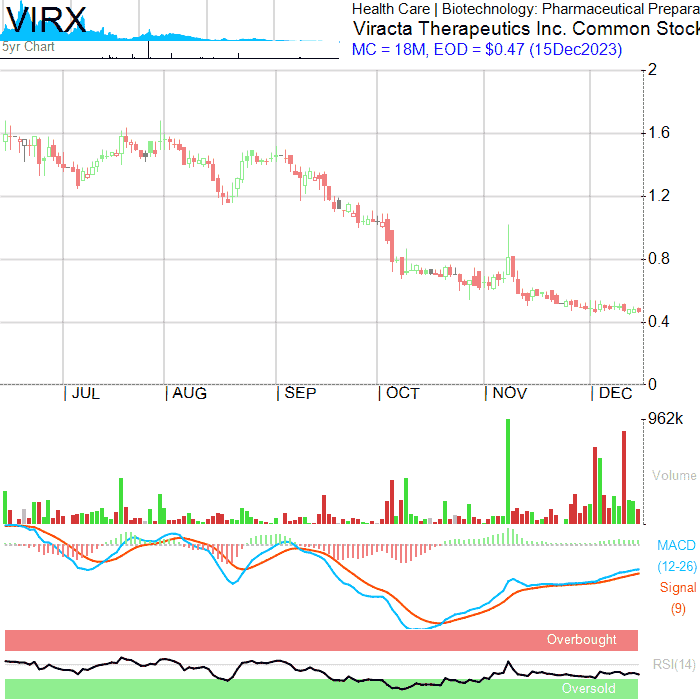 VIRX
5yr Chart
Health Care | Biotechnology: Pharmaceutical Prepara
Viracta Therapeutics Inc. Common Stock
MC = 18M, EOD = $0.47 (15Dec2023)
2
1.6
1.2
0.8
0.4
0
| JUL | AUG | SEP | OCT | NOV | DEC
962k
Volume
MACD
(12-26)
Signal
(9)
Overbought
RSI(14)
Oversold